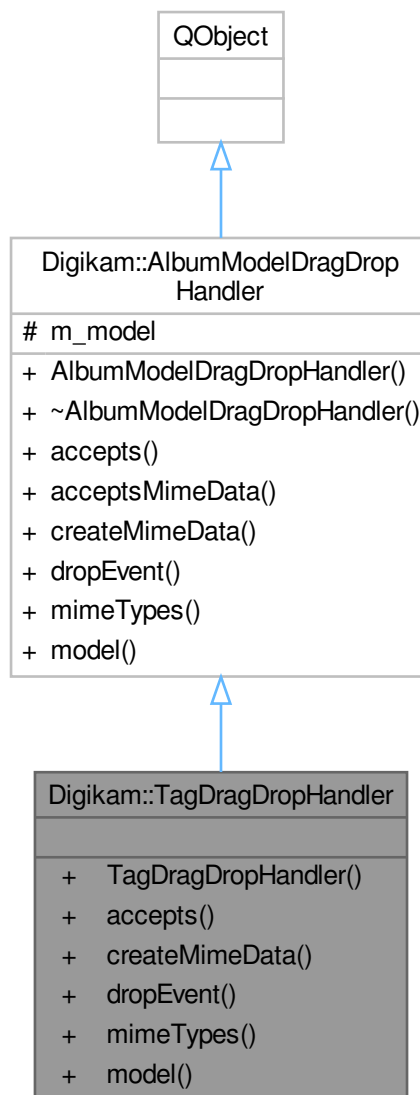 QObject
Digikam::AlbumModelDragDrop
Handler
# m_model
+ AlbumModelDragDropHandler()
+ ~AlbumModelDragDropHandler()
+ accepts()
+ acceptsMimeData()
+ createMimeData()
+ dropEvent()
+ mimeTypes()
+ model()
Digikam::TagDragDropHandler
+ TagDragDropHandler()
+ accepts()
+ createMimeData()
+ dropEvent()
+ mimeTypes()
+ model()